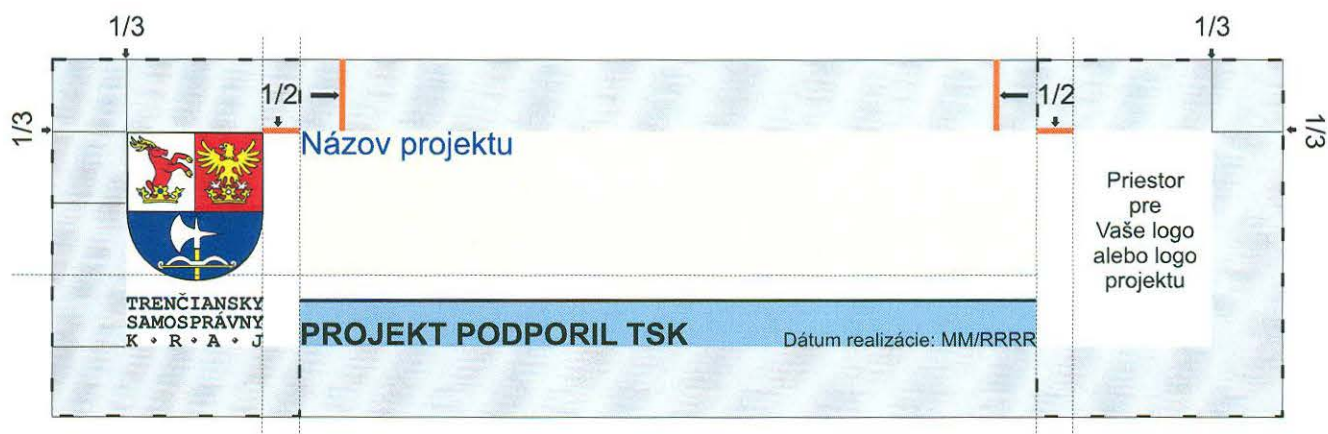 1/3
1/3
1/2
1/2
1/3
1/3
Názov projektu
Priestor
pre
Vaše logo
alebo logo
projektu
TRENČIANSKY
SAMOSPRÁVNY
K • R • A • J
PROJEKT PODPORIL TSK
Dátum realizácie: MM/RRRR